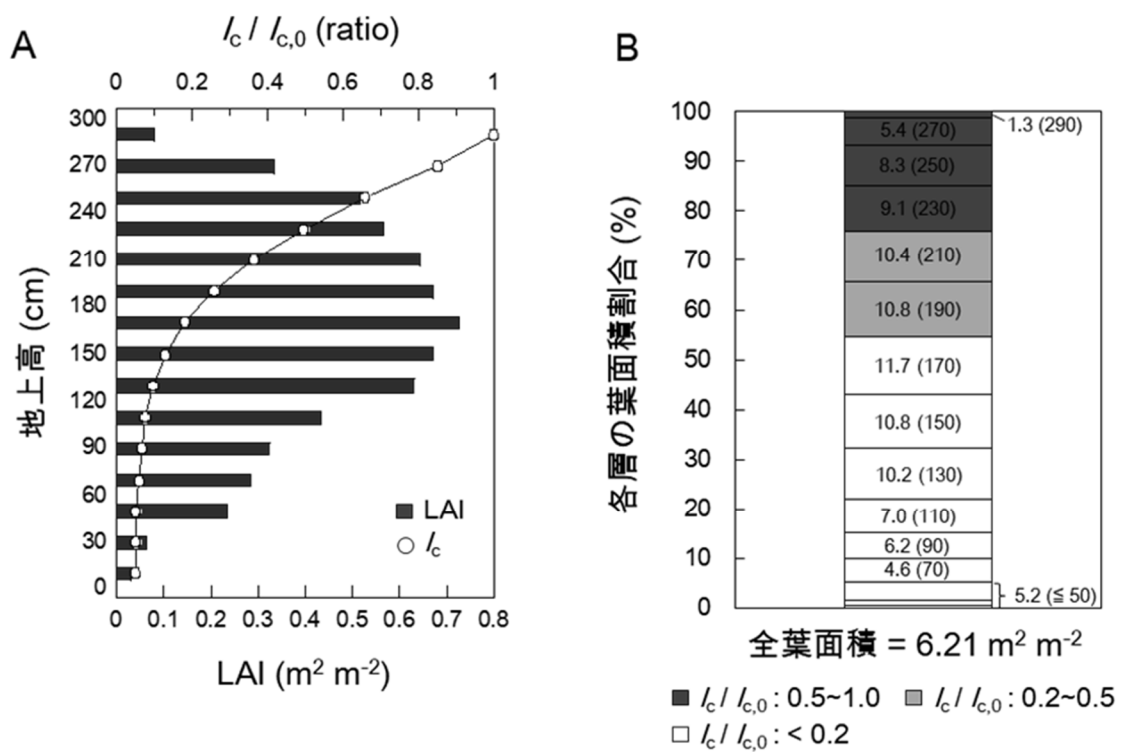 A
Ic / Ic,0 (ratio)
0 0.2 0.4 0.6 0.8 1
地上高 (cm)
300
270
240
210
180
150
120
90
60
30
0
LAI
Ic
0 0.1 0.2 0.3 0.4 0.5 0.6 0.7 0.8
LAI (m² m⁻²)
B
各層の葉面積割合 (%)
100
90
80
70
60
50
40
30
20
10
0
1.3 (290)
5.4 (270)
8.3 (250)
9.1 (230)
10.4 (210)
10.8 (190)
11.7 (170)
10.8 (150)
10.2 (130)
7.0 (110)
6.2 (90)
4.6 (70)
5.2 (≦ 50)
全葉面積 = 6.21 m² m⁻²
Ic / Ic,0 : 0.5~1.0 Ic / Ic,0 : 0.2~0.5
Ic / Ic,0 : < 0.2